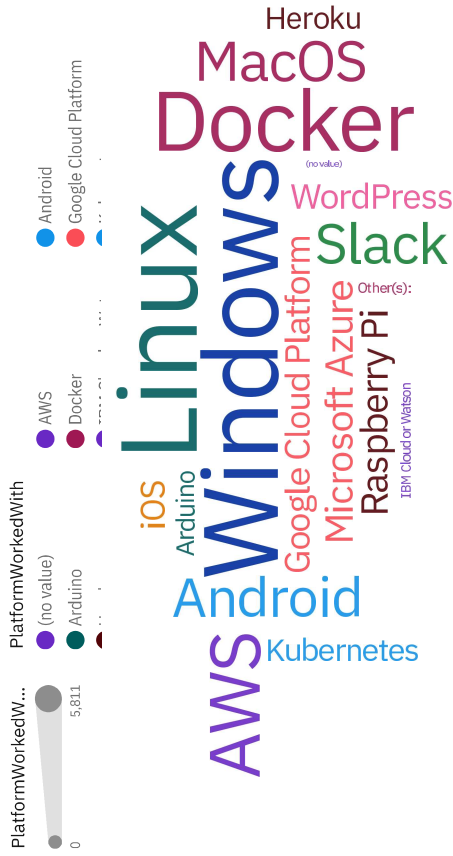 PlatformWorkedW...
0
5,811
PlatformWorkedWith
(no value)
AWS
Android
Arduino
Docker
Google Cloud Platform
Heroku
MacOS
Docker
(no value)
WordPress
Slack
Linux
Windows
Google Cloud Platform
Other(s):
Microsoft Azure
Raspberry Pi
IBM Cloud or Watson
iOS
Arduino
Android
AWS
Kubernetes